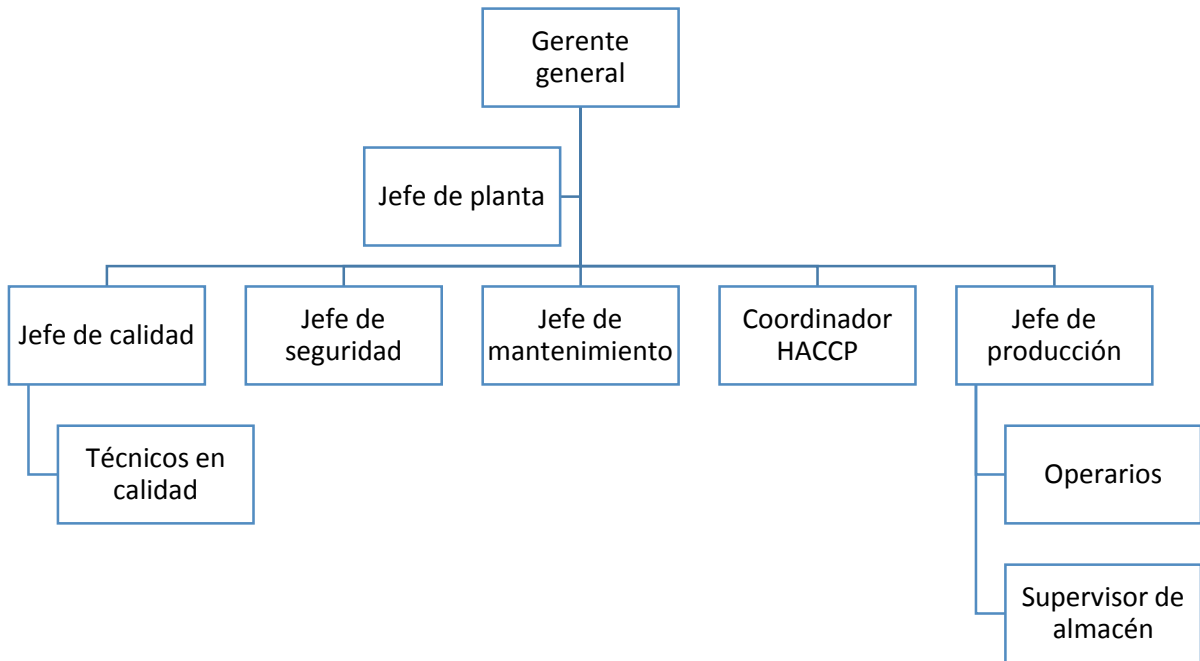 Gerente
general
Jefe de planta
Jefe de calidad
Jefe de
seguridad
Jefe de
mantenimiento
Coordinador
HACCP
Jefe de
producción
Técnicos en
calidad
Operarios
Supervisor de
almacén